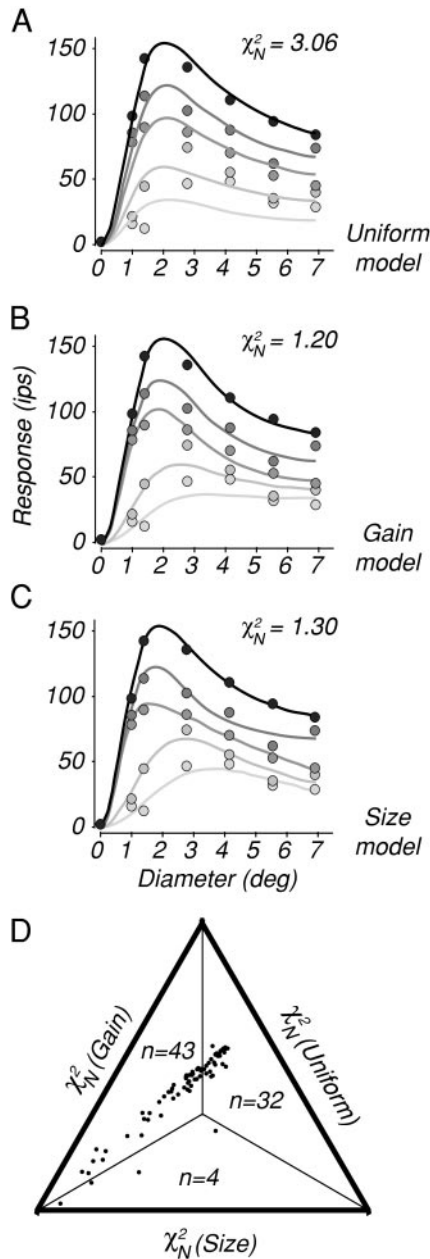 A
150
100
50
0
0 1 2 3 4 5 6 7
χ²N = 3.06
Uniform model
B
150
100
50
0
0 1 2 3 4 5 6 7
χ²N = 1.20
Gain model
Response (ips)
C
150
100
50
0
0 1 2 3 4 5 6 7
χ²N = 1.30
Size model
Diameter (deg)
D
χ²N (Gain)
χ²N (Uniform)
n=43
n=32
n=4
χ²N (Size)